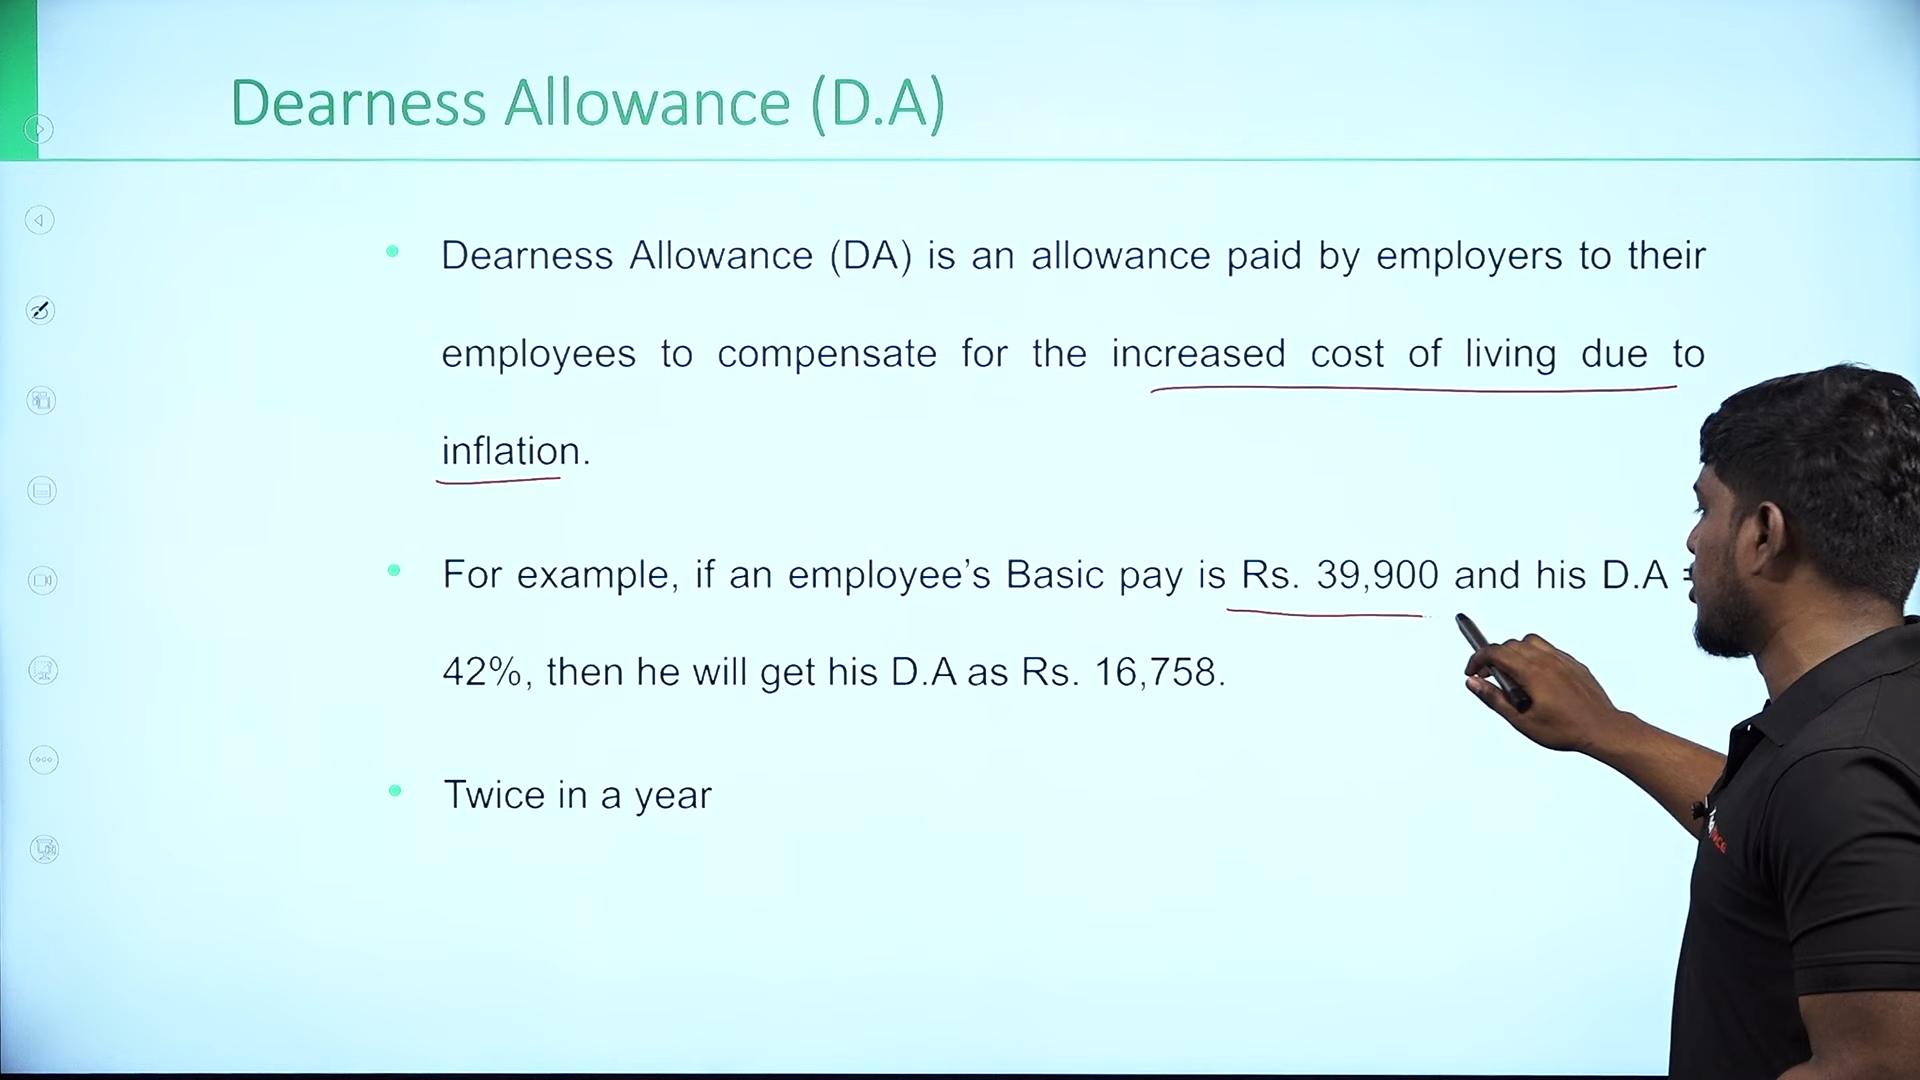 Dearness Allowance (D.A)
Dearness Allowance (DA) is an allowance paid by employers to their
employees to compensate for the increased cost of living due to
inflation.
For example, if an employee’s Basic pay is Rs. 39,900 and his D.A
42%, then he will get his D.A as Rs. 16,758.
Twice in a year